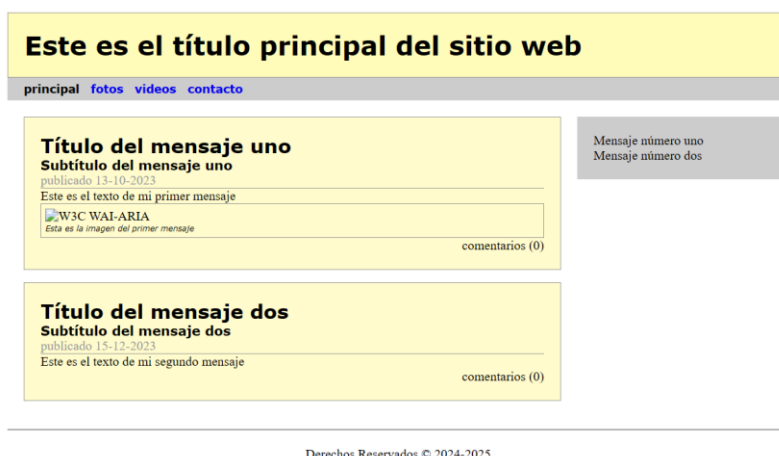 Este es el título principal del sitio web
principal fotos videos contacto
Título del mensaje uno
Subtítulo del mensaje uno
publicado 13-10-2023
Este es el texto de mi primer mensaje
W3C WAI-ARIA
Esta es la imagen del primer mensaje
comentarios (0)
Título del mensaje dos
Subtítulo del mensaje dos
publicado 15-12-2023
Este es el texto de mi segundo mensaje
comentarios (0)
Mensaje número uno
Mensaje número dos
Derechos Reservados © 2024-2025